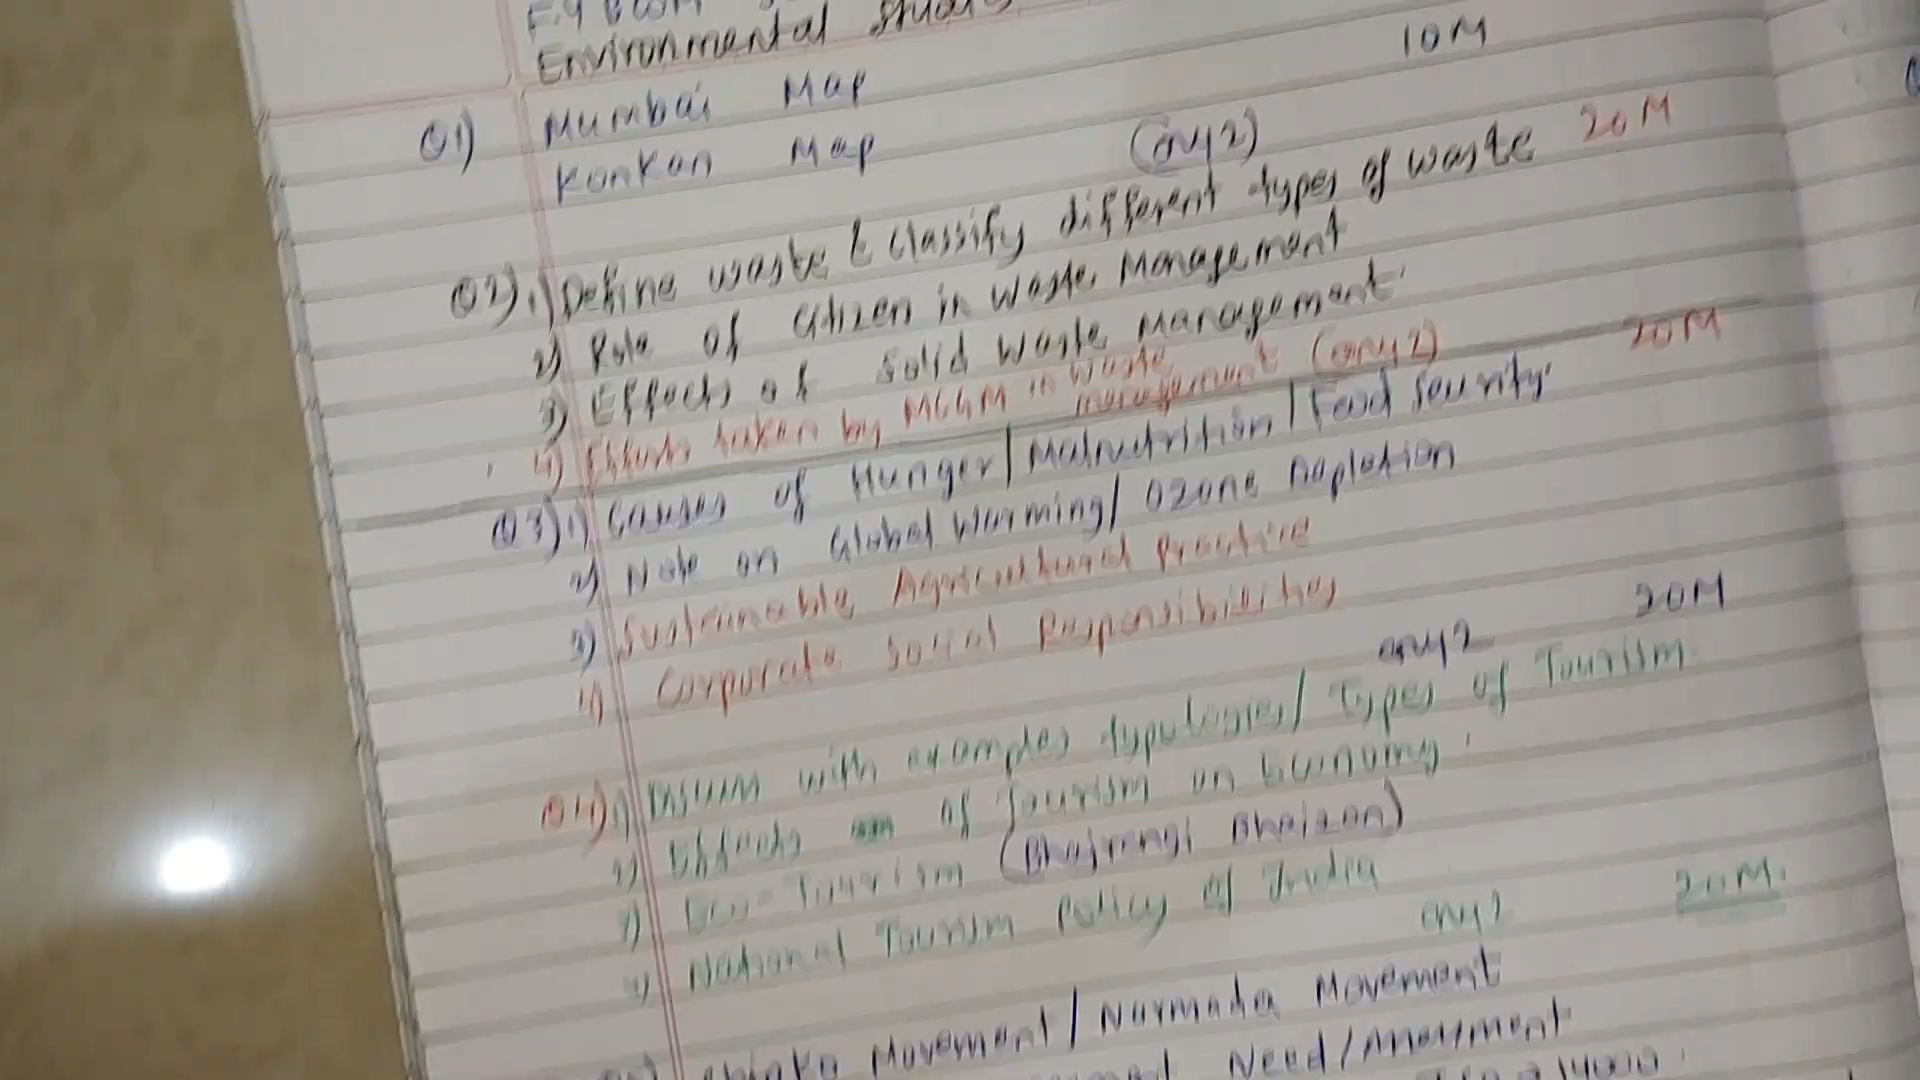 F.Y BCOM
Environmental Studies
10M
Q1) Mumbai Map
Konkan Map
(any 2) 20M
Q2) 1) Define waste & classify different types of waste
2) Role of Citizen in Waste Management
3) Effects of Solid Waste Management.
4) Efforts taken by MCGM in Waste management (any 2) 20M
Q3) 1) Causes of Hunger / Malnutrition / Food Security.
2) Note on Global Warming / Ozone Depletion
3) Sustainable Agricultural Practice
4) Corporate Social Responsibilities
any 2 20M
Q4) 1) Discuss with examples typologies / Types of Tourism
2) Effects of Tourism on Economy.
3) Eco-Tourism (Bhajrangi Bhaizan)
4) National Tourism Policy of India
any 2 20M.
Chipko Movement / Narmada Movement
Need /